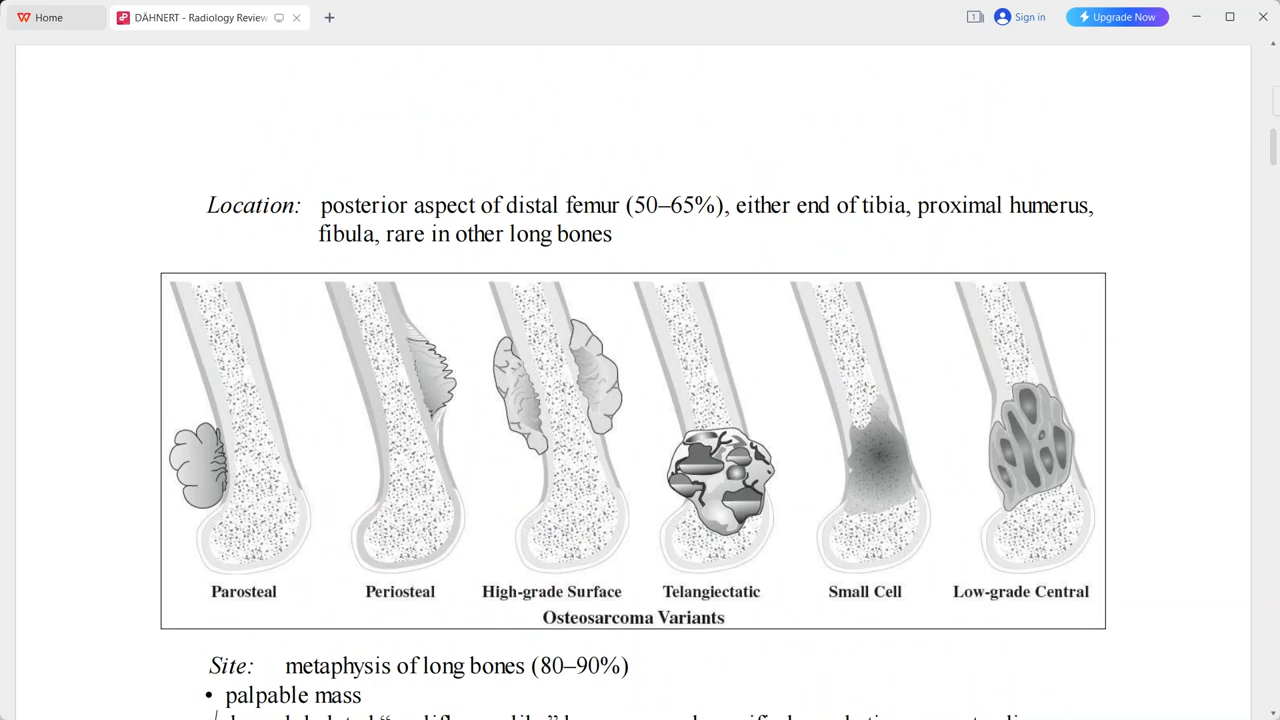 Home
DÄHNERT - Radiology Review
1
Sign in
Upgrade Now
Location: posterior aspect of distal femur (50–65%), either end of tibia, proximal humerus,
fibula, rare in other long bones
Parosteal
Periosteal
High-grade Surface
Telangiectatic
Small Cell
Low-grade Central
Osteosarcoma Variants
Site: metaphysis of long bones (80–90%)
• palpable mass